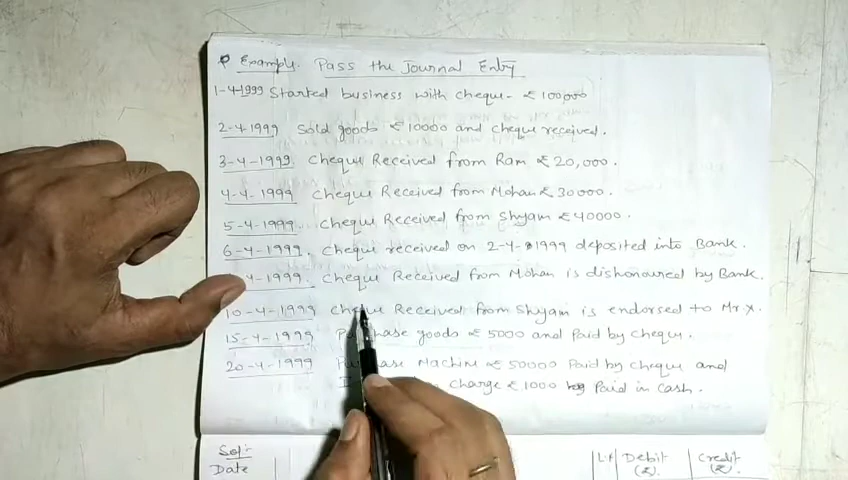 Example. Pass the Journal Entry
1-4-1999 Started business with cheque - ₹ 100,000
2-4-1999 Sold goods ₹ 10000 and cheque received.
3-4-1999. Cheque Received from Ram ₹ 20,000.
4-4-1999 Cheque Received from Mohan ₹ 30000.
5-4-1999. Cheque Received from Shyam ₹ 40000.
6-4-1999. Cheque received on 2-4-1999 deposited into Bank.
4-1999. Cheque Received from Mohan is dishonoured by Bank.
10-4-1999 Cheque Received from Shyam is endorsed to Mr X.
15-4-1999 goods ₹ 5000 and Paid by cheque.
20-4-1999 Machine ₹ 50000 Paid by cheque and
charge ₹ 1000 Paid in cash.
Sol:
Date L.f Debit (₹) Credit (₹).